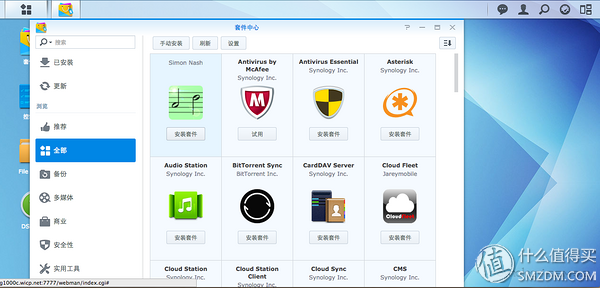 套件中心
搜索
手动安装 刷新 设置
已安装
更新
浏览
推荐
全部
备份
多媒体
商业
安全性
实用工具
Simon Nash
安装套件
Antivirus by
McAfee
Synology Inc.
试用
Antivirus Essential
Synology Inc.
安装套件
Asterisk
Synology Inc.
安装套件
Audio Station
Synology Inc.
安装套件
BitTorrent Sync
BitTorrent Inc.
安装套件
CardDAV Server
Synology Inc.
安装套件
Cloud Fleet
Jareymobile
安装套件
Cloud Station
Synology Inc.
Cloud Station
Client
Cloud Sync
Synology Inc.
CMS
Synology Inc.
File
DS
g1000c.wicp.net:7777/webman/index.cgi#
值 什么值得买
SMZDM.COM